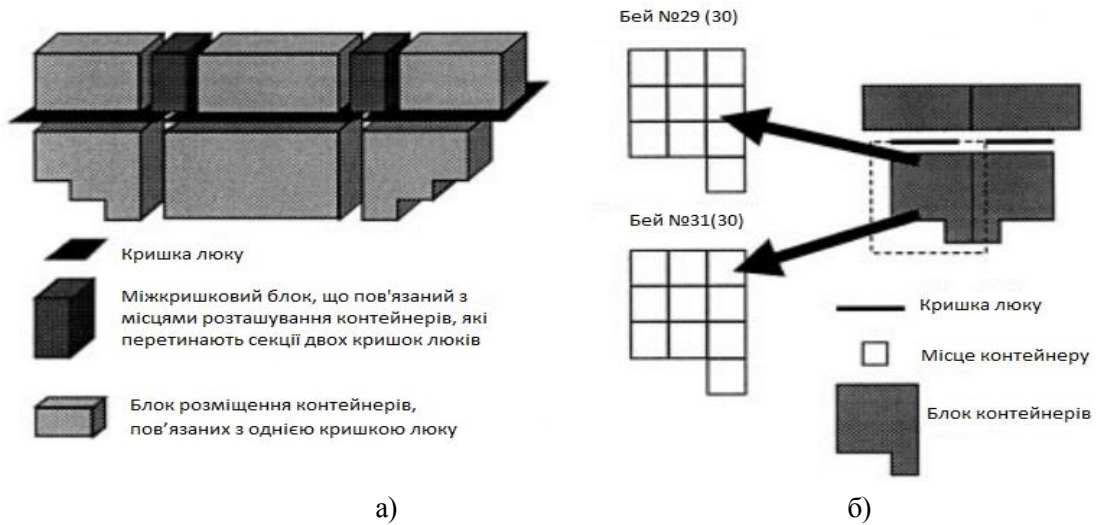 Бей №29 (30)
Бей №31(30)
Кришка люку
Міжкришковий блок, що пов'язаний з
місцями розташування контейнерів, які
перетинають секції двох кришок люків
Блок розміщення контейнерів,
пов’язаних з однією кришкою люку
Кришка люку
Місце контейнеру
Блок контейнерів
а)
б)